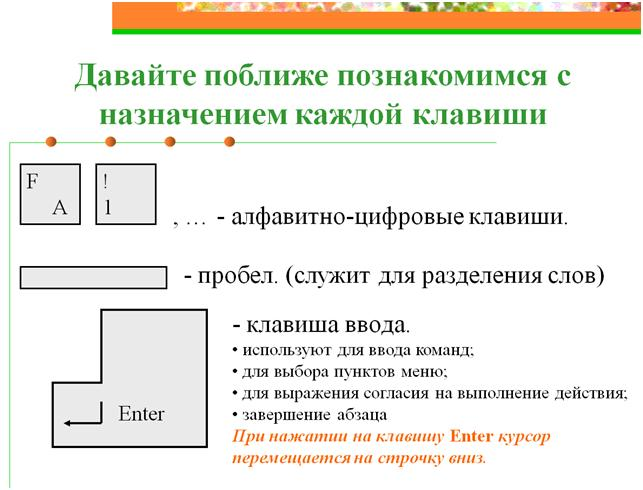 Давайте поближе познакомимся с
назначением каждой клавиши
F
A
!
1
, … - алфавитно-цифровые клавиши.
- пробел. (служит для разделения слов)
- клавиша ввода.
• используют для ввода команд;
• для выбора пунктов меню;
• для выражения согласия на выполнение действия;
• завершение абзаца
При нажатии на клавишу Enter курсор
перемещается на строчку вниз.
Enter